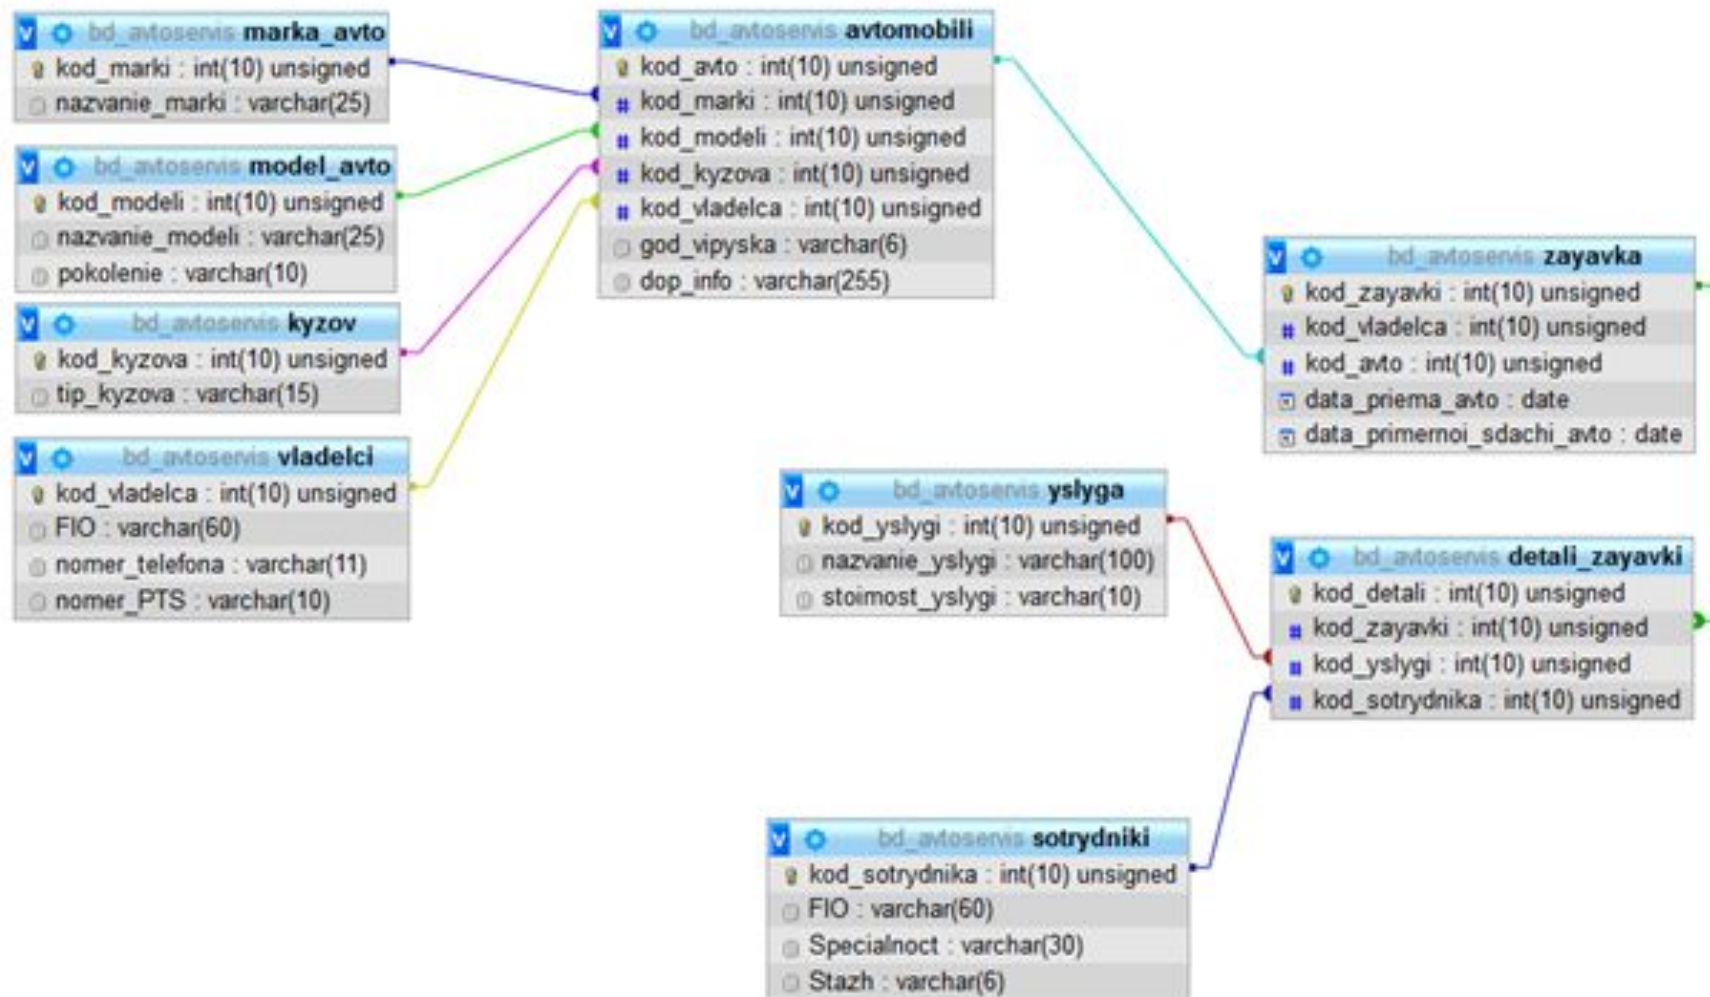 bd_avtoservis marka_avto
kod_marki : int(10) unsigned
nazvanie_marki : varchar(25)
bd_avtoservis model_avto
kod_modeli : int(10) unsigned
nazvanie_modeli : varchar(25)
pokolenie : varchar(10)
bd_avtoservis kyzov
kod_kyzova : int(10) unsigned
tip_kyzova : varchar(15)
bd_avtoservis vladelci
kod_vladelca : int(10) unsigned
FIO : varchar(60)
nomer_telefona : varchar(11)
nomer_PTS : varchar(10)
bd_avtoservis avtomobili
kod_avto : int(10) unsigned
kod_marki : int(10) unsigned
kod_modeli : int(10) unsigned
kod_kyzova : int(10) unsigned
kod_vladelca : int(10) unsigned
god_vipyska : varchar(6)
dop_info : varchar(255)
bd_avtoservis zayavka
kod_zayavki : int(10) unsigned
kod_vladelca : int(10) unsigned
kod_avto : int(10) unsigned
data_priema_avto : date
data_primernoi_sdachi_avto : date
bd_avtoservis yslyga
kod_yslygi : int(10) unsigned
nazvanie_yslygi : varchar(100)
stoimost_yslygi : varchar(10)
bd_avtoservis detali_zayavki
kod_detali : int(10) unsigned
kod_zayavki : int(10) unsigned
kod_yslygi : int(10) unsigned
kod_sotrydnika : int(10) unsigned
bd_avtoservis sotrydniki
kod_sotrydnika : int(10) unsigned
FIO : varchar(60)
Specialnoct : varchar(30)
Stazh : varchar(6)